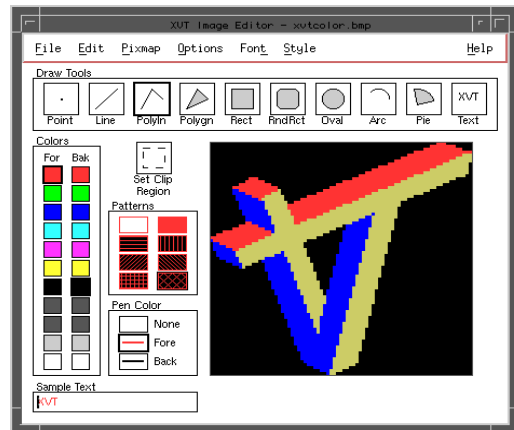 XVT Image Editor - xvtcolor.bmp
File Edit Pixmap Options Font Style Help
Draw Tools
XVT
Point Line Polyln Polygn Rect RndRct Oval Arc Pie Text
Colors
For Bak
Set Clip
Region
Patterns
Pen Color
None
Fore
Back
Sample Text
XVT